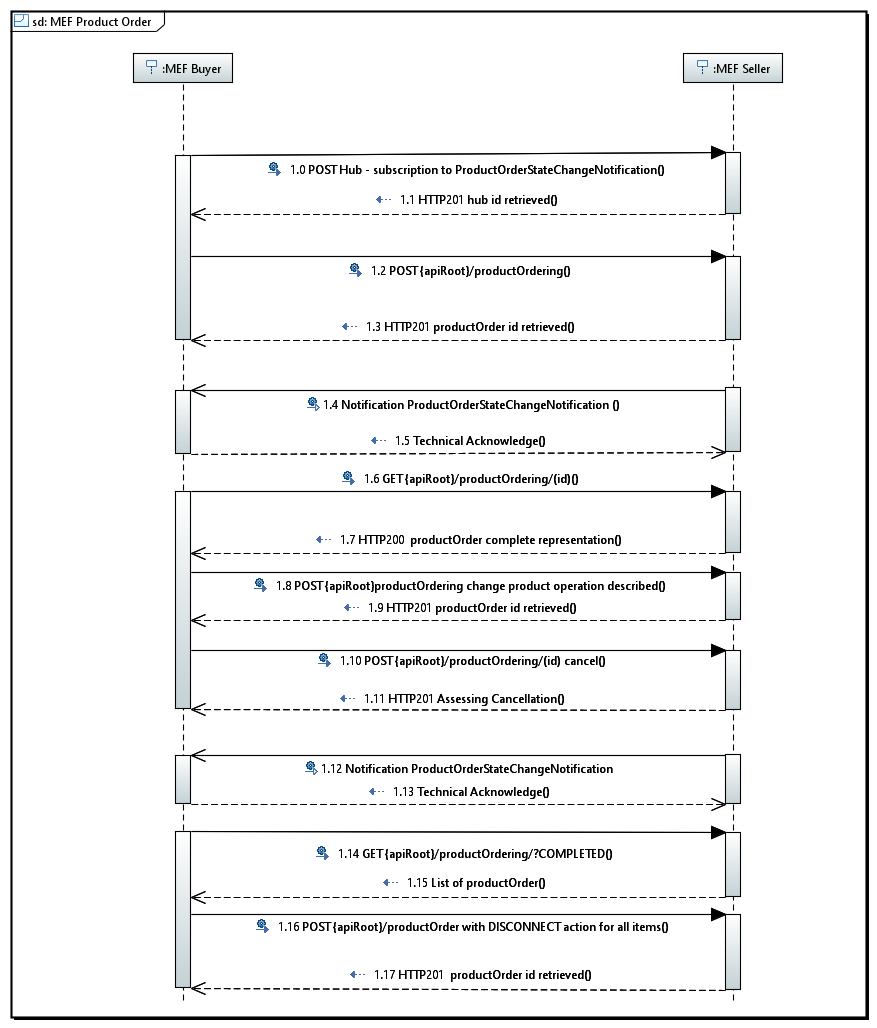 sd: MEF Product Order
:MEF Buyer
:MEF Seller
1.0 POST Hub - subscription to ProductOrderStateChangeNotification()
1.1 HTTP201 hub id retrieved()
1.2 POST{apiRoot}/productOrdering()
1.3 HTTP201 productOrder id retrieved()
1.4 Notification ProductOrderStateChangeNotification ()
1.5 Technical Acknowledge()
1.6 GET{apiRoot}/productOrdering/(id)()
1.7 HTTP200 productOrder complete representation()
1.8 POST{apiRoot)productOrdering change product operation described()
1.9 HTTP201 productOrder id retrieved()
1.10 POST{apiRoot}/productOrdering/(id) cancel()
1.11 HTTP201 Assessing Cancellation()
1.12 Notification ProductOrderStateChangeNotification
1.13 Technical Acknowledge()
1.14 GET{apiRoot}/productOrdering/?COMPLETED()
1.15 List of productOrder()
1.16 POST{apiRoot}/productOrder with DISCONNECT action for all items()
1.17 HTTP201 productOrder id retrieved()